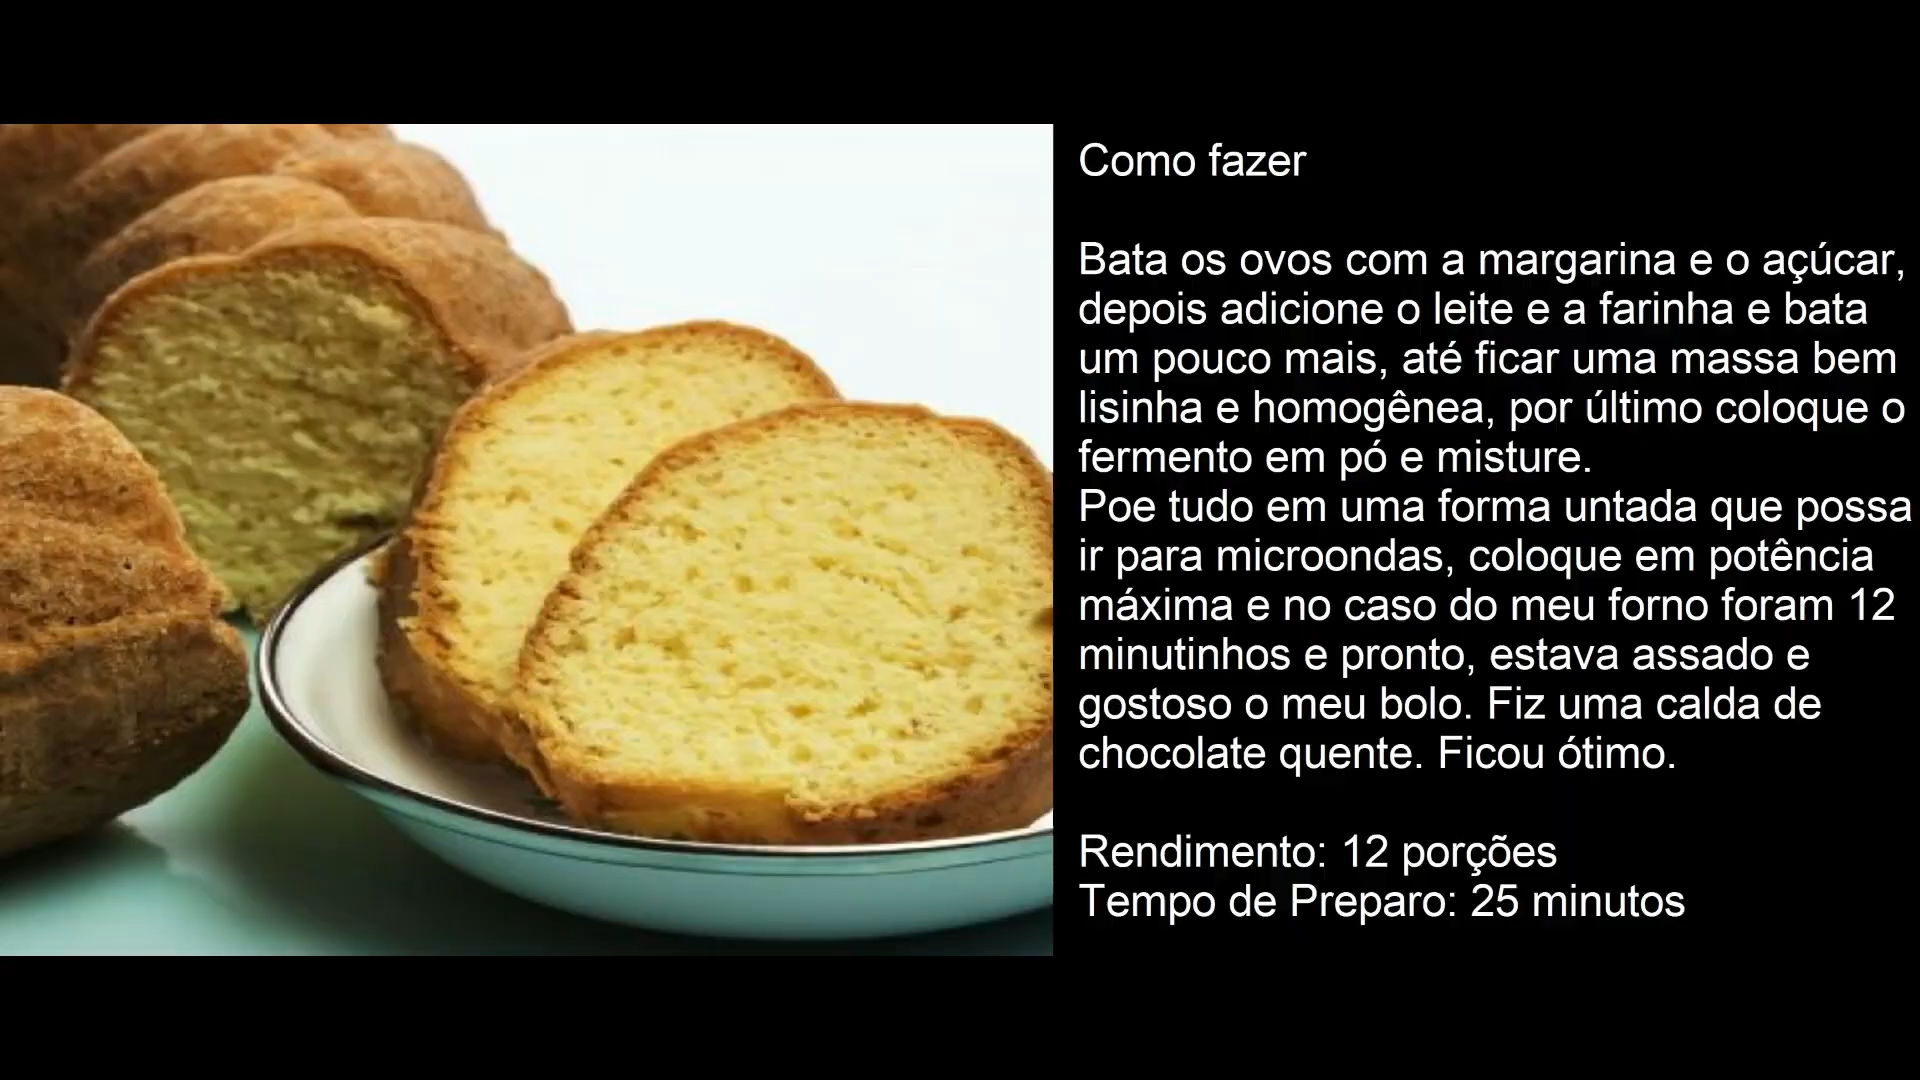 Como fazer
Bata os ovos com a margarina e o açúcar,
depois adicione o leite e a farinha e bata
um pouco mais, até ficar uma massa bem
lisinha e homogênea, por último coloque o
fermento em pó e misture.
Poe tudo em uma forma untada que possa
ir para microondas, coloque em potência
máxima e no caso do meu forno foram 12
minutinhos e pronto, estava assado e
gostoso o meu bolo. Fiz uma calda de
chocolate quente. Ficou ótimo.
Rendimento: 12 porções
Tempo de Preparo: 25 minutos